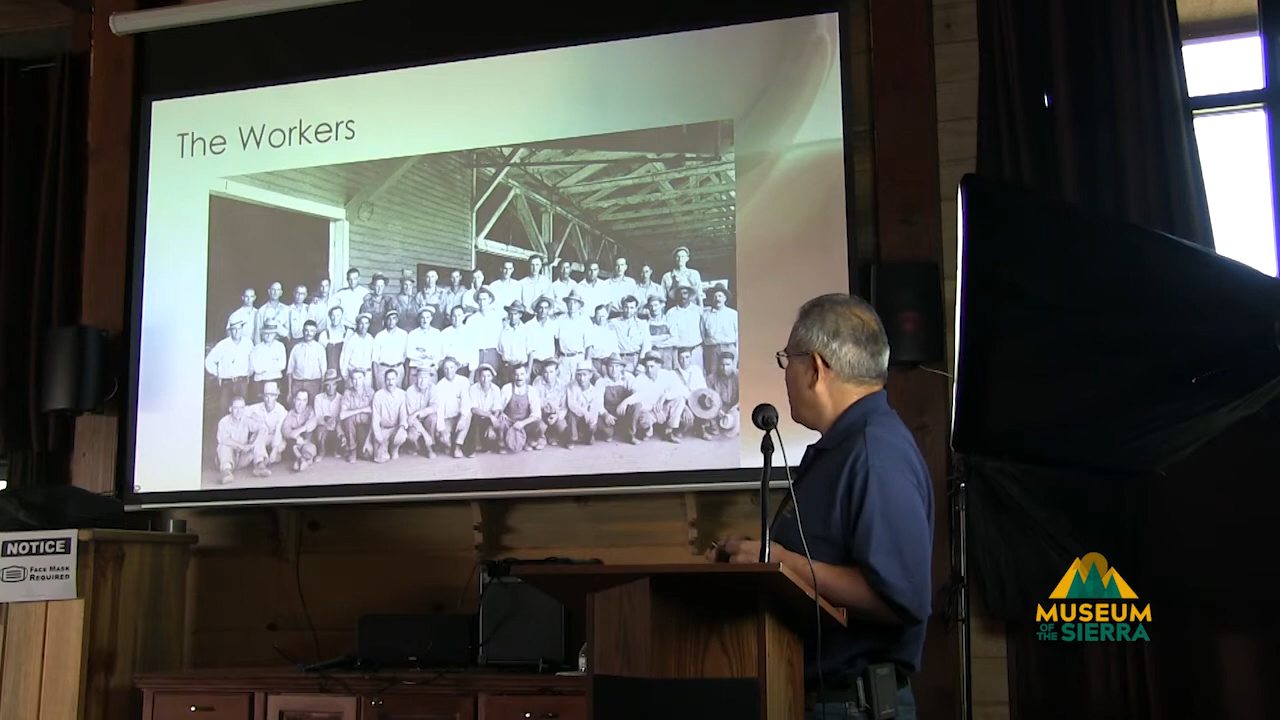 The Workers
NOTICE
FACE MASK
REQUIRED
MUSEUM
OF THE SIERRA